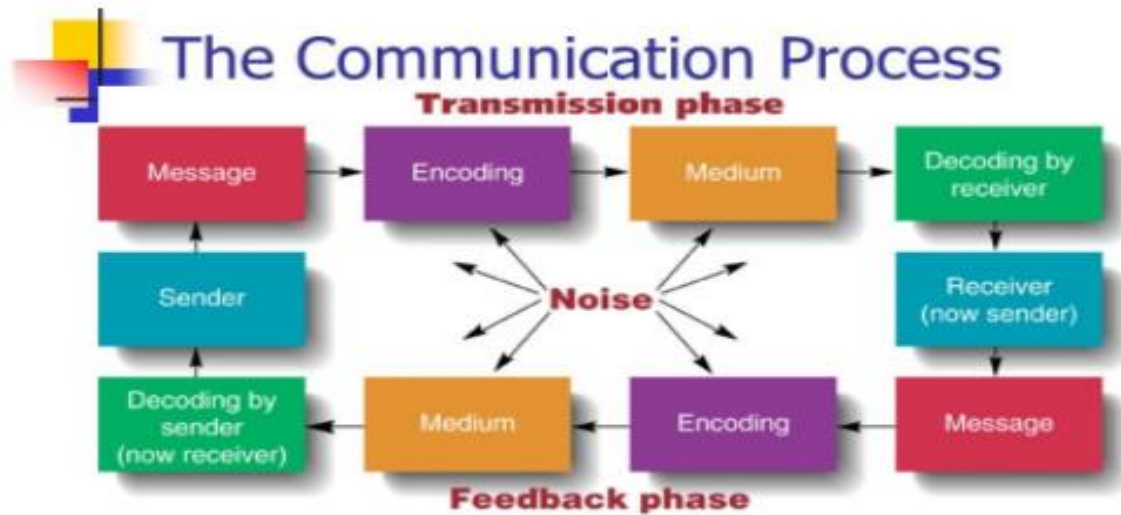 The Communication Process
Transmission phase
Message
Encoding
Medium
Decoding by
receiver
Sender
Noise
Receiver
(now sender)
Decoding by
sender
(now receiver)
Medium
Encoding
Message
Feedback phase